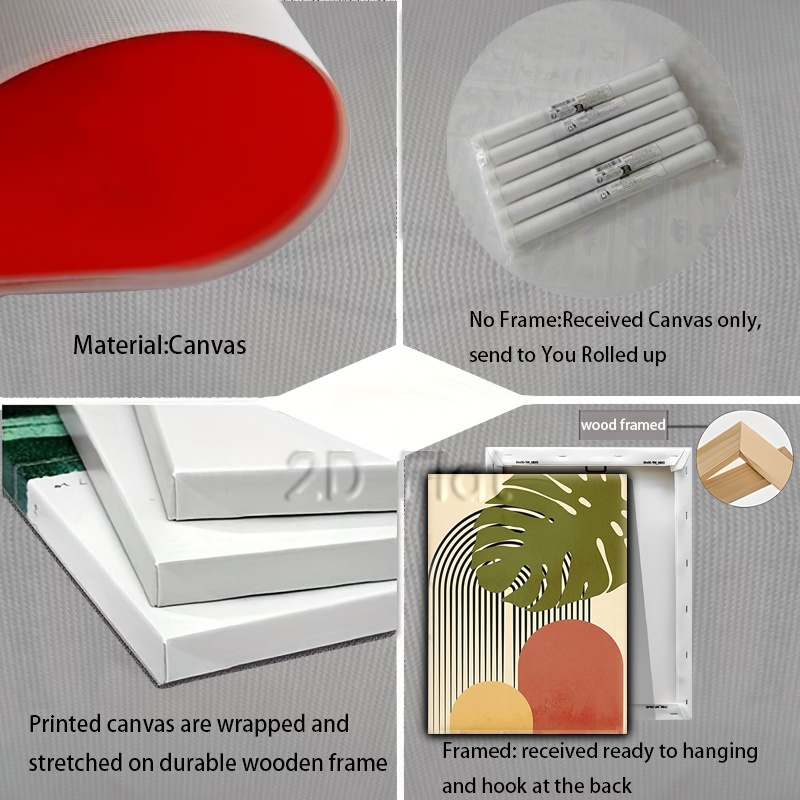 Material:Canvas
No Frame:Received Canvas only,
send to You Rolled up
2D Flat
wood framed
Printed canvas are wrapped and
stretched on durable wooden frame
Framed: received ready to hanging
and hook at the back